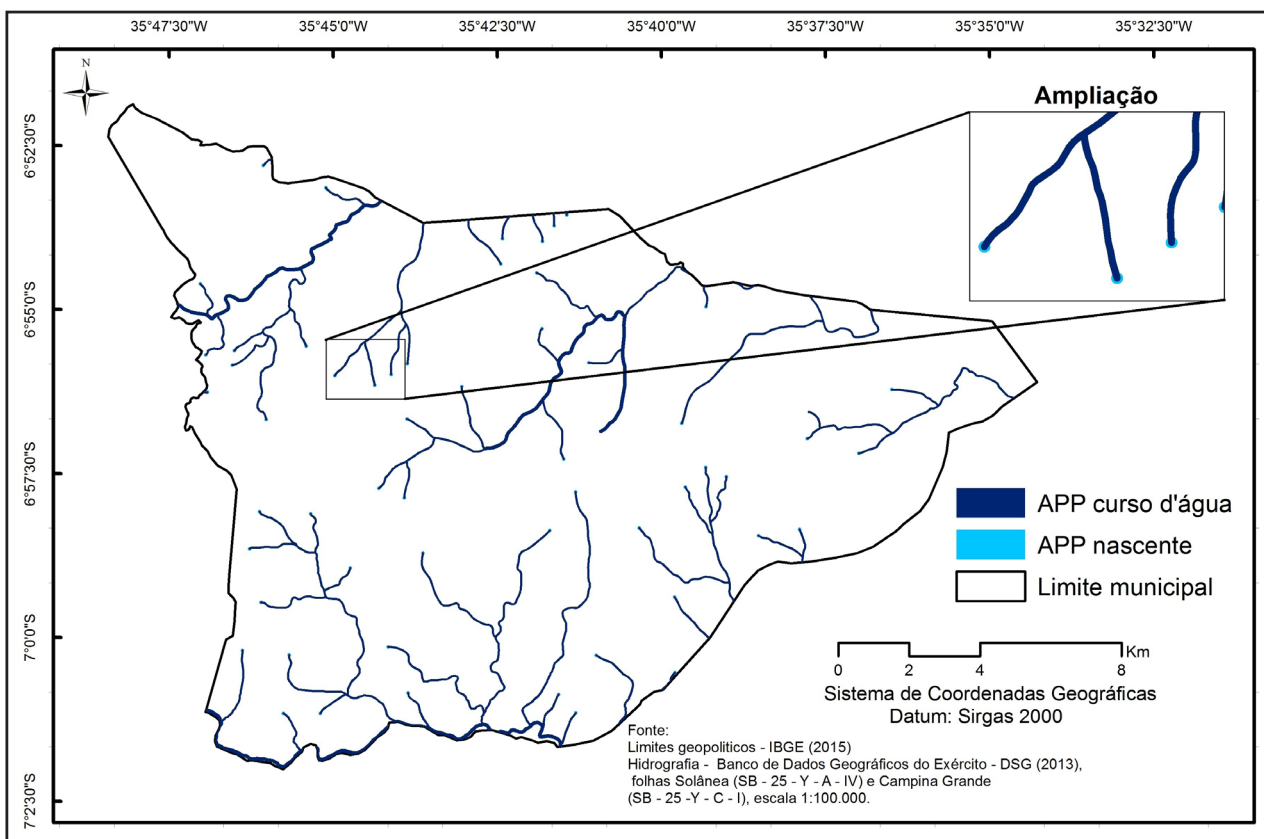 35°47'30"W 35°45'0"W 35°42'30"W 35°40'0"W 35°37'30"W 35°35'0"W 35°32'30"W
N
Ampliação
6°52'30"S
6°55'0"S
6°57'30"S
7°0'0"S
7°2'30"S
APP curso d'água
APP nascente
Limite municipal
0 2 4 8 Km
Sistema de Coordenadas Geográficas
Datum: Sirgas 2000
Fonte:
Limites geopoliticos - IBGE (2015)
Hidrografia - Banco de Dados Geográficos do Exército - DSG (2013),
folhas Solânea (SB - 25 - Y - A - IV) e Campina Grande
(SB - 25 -Y - C - I), escala 1:100.000.